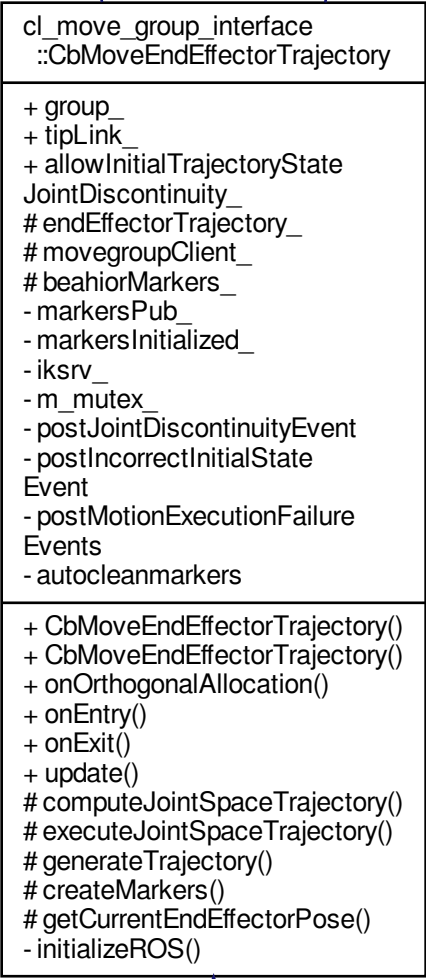 cl_move_group_interface
::CbMoveEndEffectorTrajectory
+ group_
+ tipLink_
+ allowInitialTrajectoryState
JointDiscontinuity_
# endEffectorTrajectory_
# movegroupClient_
# beahiorMarkers_
- markersPub_
- markersInitialized_
- iksrv_
- m_mutex_
- postJointDiscontinuityEvent
- postIncorrectInitialState
Event
- postMotionExecutionFailure
Events
- autocleanmarkers
+ CbMoveEndEffectorTrajectory()
+ CbMoveEndEffectorTrajectory()
+ onOrthogonalAllocation()
+ onEntry()
+ onExit()
+ update()
# computeJointSpaceTrajectory()
# executeJointSpaceTrajectory()
# generateTrajectory()
# createMarkers()
# getCurrentEndEffectorPose()
- initializeROS()